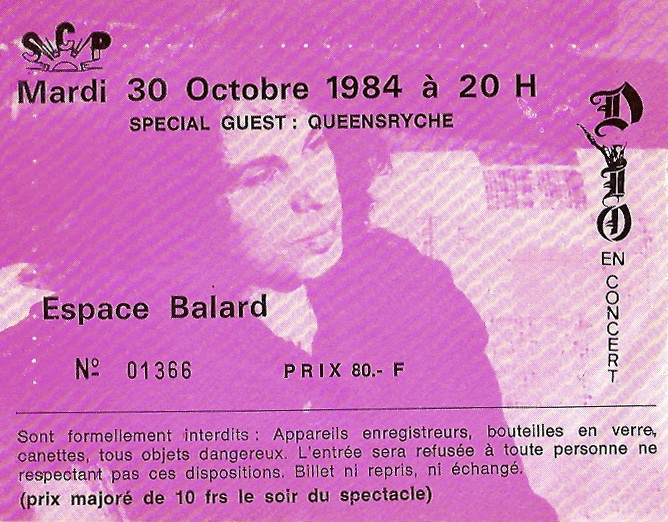 SCP
Mardi 30 Octobre 1984 à 20 H
SPECIAL GUEST : QUEENSRYCHE
DIO
EN CONCERT
Espace Balard
Nº 01366 PRIX 80.- F
Sont formellement interdits : Appareils enregistreurs, bouteilles en verre,
canettes, tous objets dangereux. L'entrée sera refusée à toute personne ne
respectant pas ces dispositions. Billet ni repris, ni échangé.
(prix majoré de 10 frs le soir du spectacle)